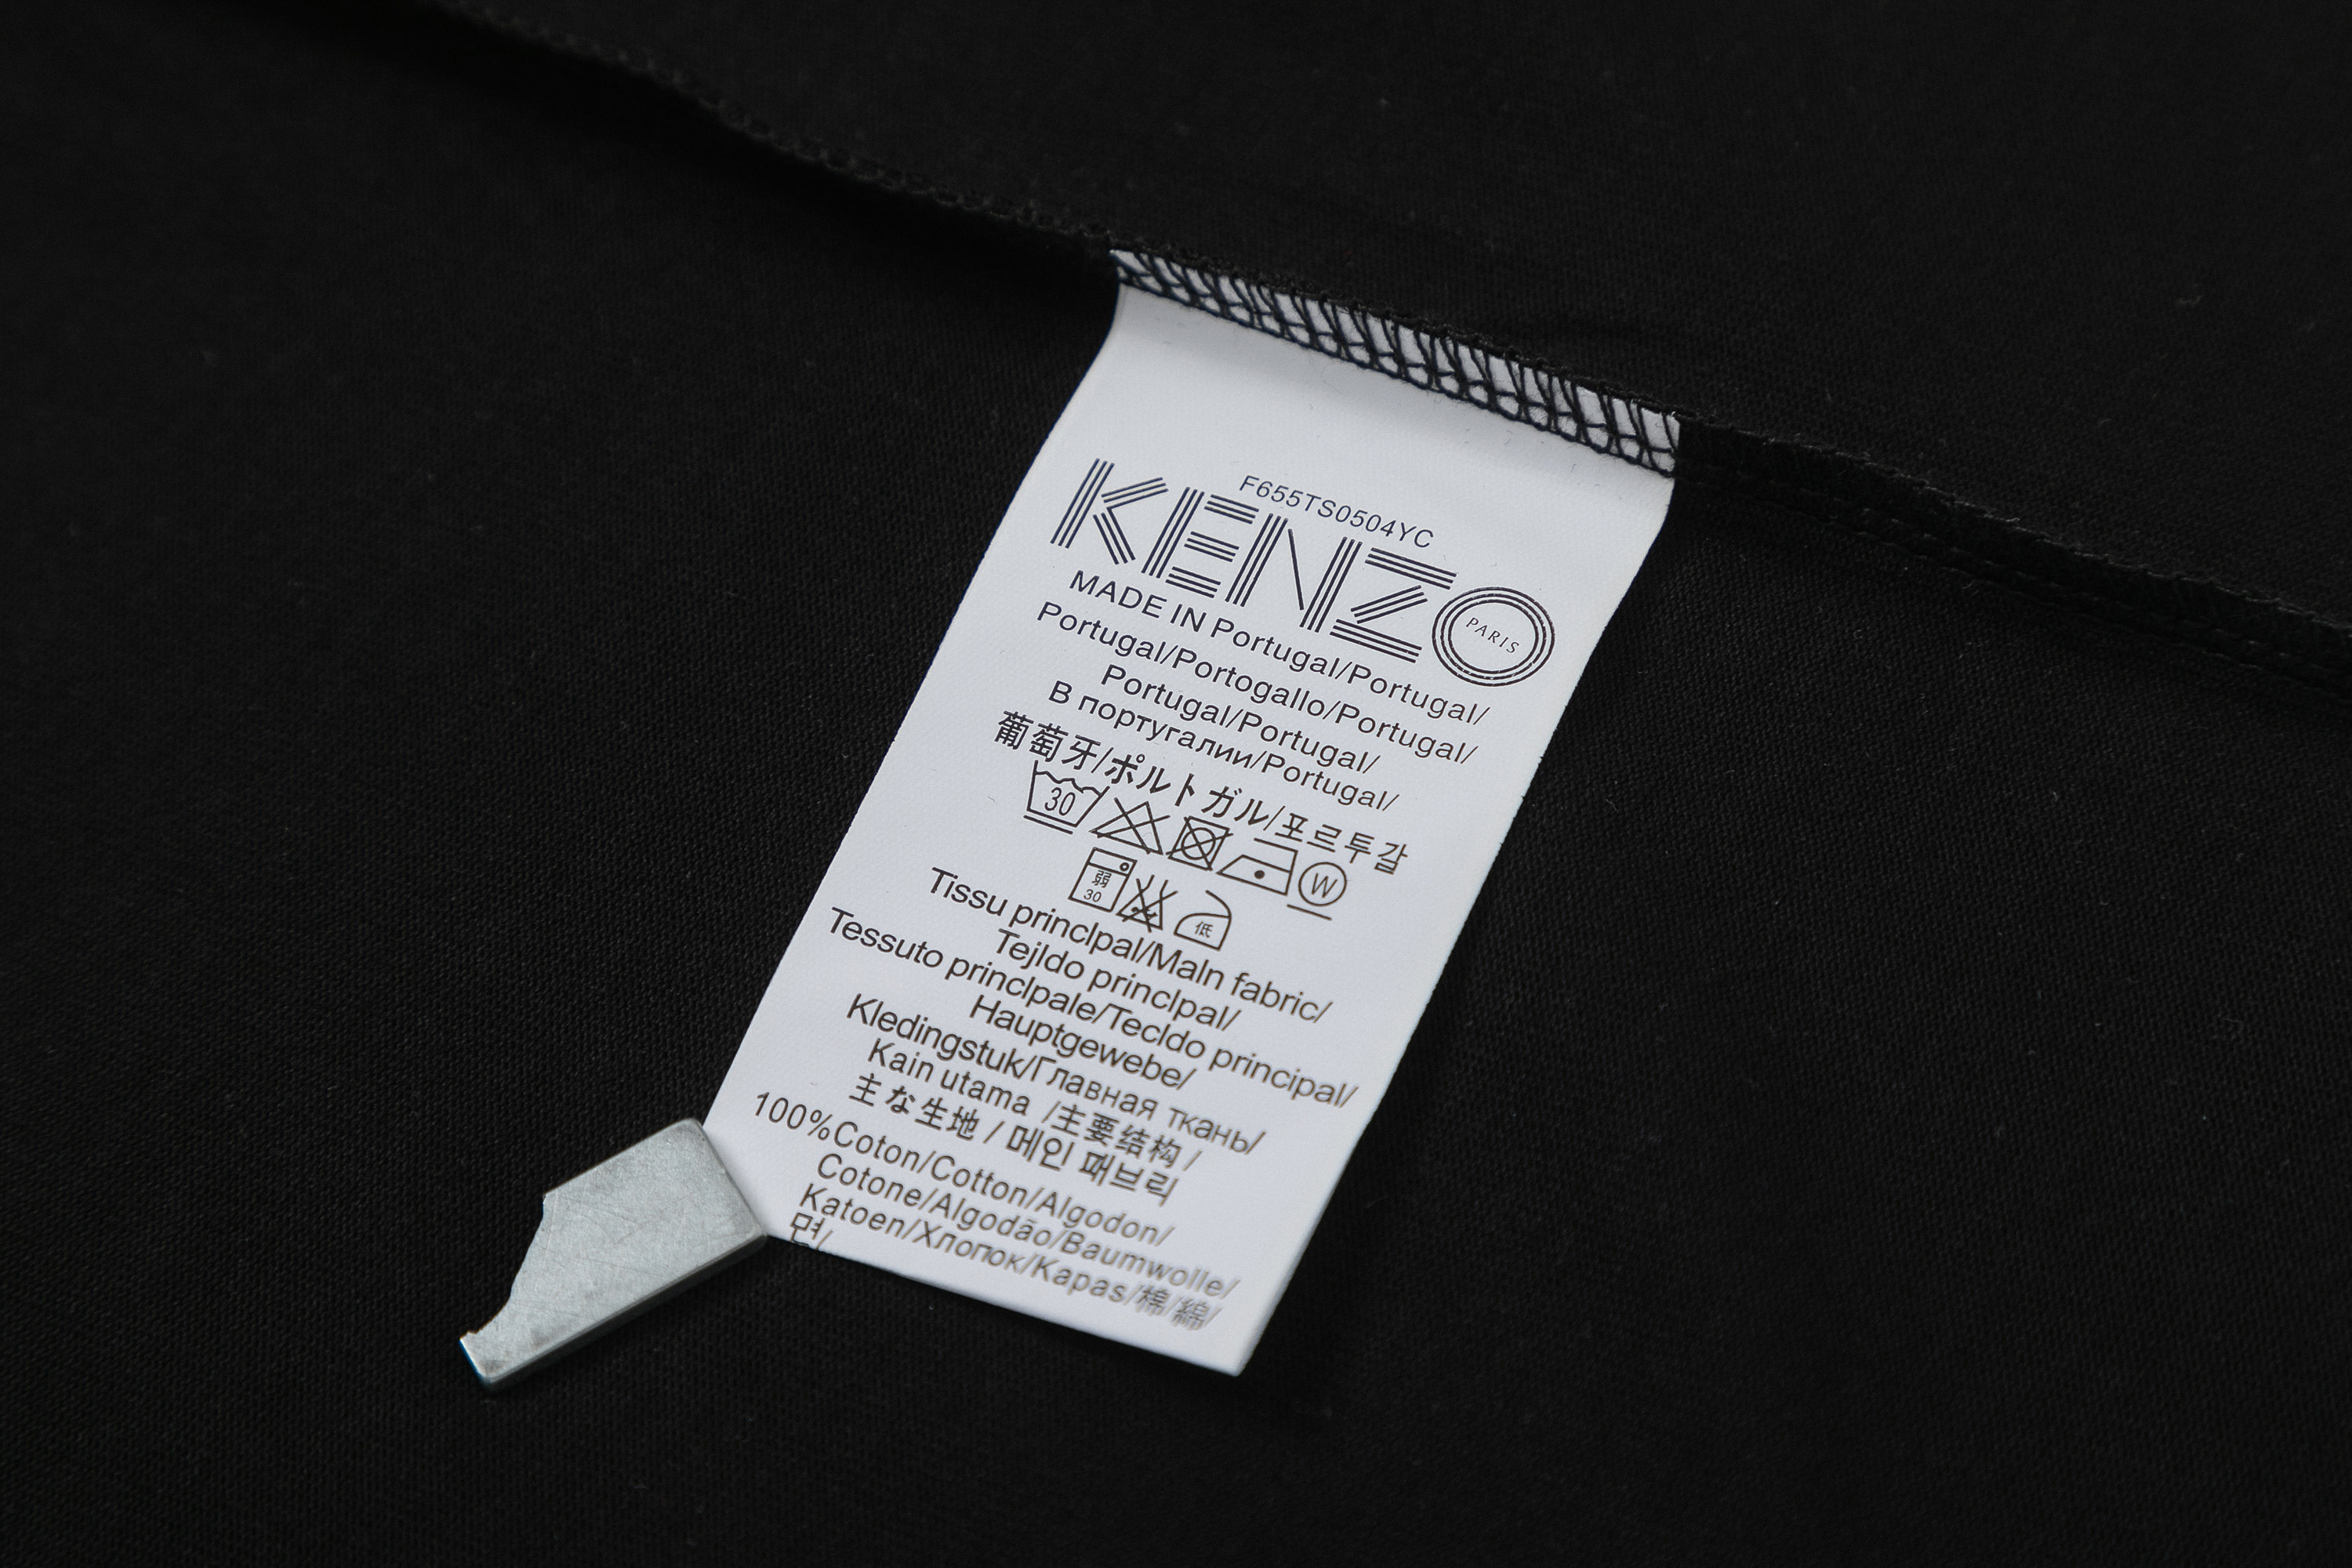 F655TS0504YC
KENZO
PARIS
MADE IN Portugal/Portugal/
Portugal/Portogallo/Portugal/
Portugal/Portugal/
В португалии/Portugal/
葡萄牙/ポルトガル/포르투갈
30 W
弱 30 低
Tissu princlpal/Maln fabric/
Tejldo princlpal/
Tessuto princlpale/Tecldo principal/
Hauptgewebe/
Kledingstuk/Главная ткань/
Kain utama /主要结构 /
主な生地 / 메인 패브리
100%Coton/Cotton/Algodon/
Cotone/Algodão/Baumwolle/
Katoen/Хлопок/Kapas/棉/綿/
면/